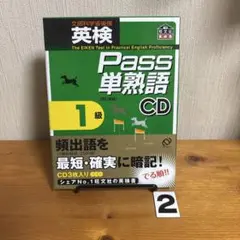 文部科学省後援
英検
The EIKEN Test in Practical English Proficiency
Pass
単熟語
CD
1級
頻出語を
最短・確実に暗記!
でる順!!
CD3枚入り
シェアNo.1旺文社の英検書
2